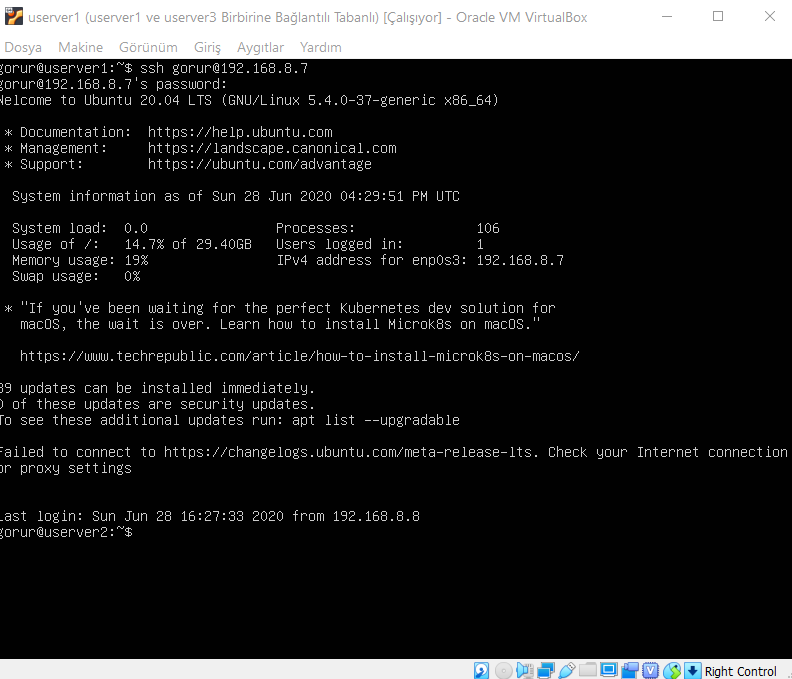 userver1 (userver1 ve userver3 Birbirine Bağlantılı Tabanlı) [Çalışıyor] - Oracle VM VirtualBox
Dosya Makine Görünüm Giriş Aygıtlar Yardım
gorur@userver1:~$ ssh gorur@192.168.8.7
gorur@192.168.8.7's password:
Welcome to Ubuntu 20.04 LTS (GNU/Linux 5.4.0-37-generic x86_64)
* Documentation: https://help.ubuntu.com
* Management: https://landscape.canonical.com
* Support: https://ubuntu.com/advantage
System information as of Sun 28 Jun 2020 04:29:51 PM UTC
System load: 0.0 Processes: 106
Usage of /: 14.7% of 29.40GB Users logged in: 1
Memory usage: 19% IPv4 address for enp0s3: 192.168.8.7
Swap usage: 0%
* "If you've been waiting for the perfect Kubernetes dev solution for
macOS, the wait is over. Learn how to install Microk8s on macOS."
https://www.techrepublic.com/article/how-to-install-microk8s-on-macos/
39 updates can be installed immediately.
0 of these updates are security updates.
To see these additional updates run: apt list --upgradable
Failed to connect to https://changelogs.ubuntu.com/meta-release-lts. Check your Internet connection
or proxy settings
Last login: Sun Jun 28 16:27:33 2020 from 192.168.8.8
gorur@userver2:~$
Right Control